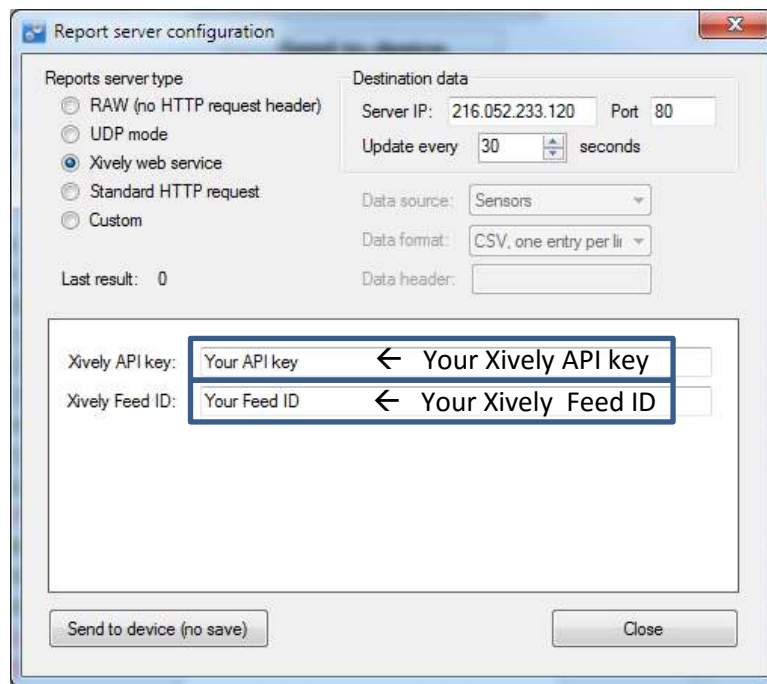 Report server configuration
Reports server type
RAW (no HTTP request header)
UDP mode
Xively web service
Standard HTTP request
Custom
Last result: 0
Destination data
Server IP: 216.052.233.120 Port 80
Update every 30 seconds
Data source: Sensors
Data format: CSV, one entry per li
Data header:
Xively API key: Your API key ← Your Xively API key
Xively Feed ID: Your Feed ID ← Your Xively Feed ID
Send to device (no save) Close